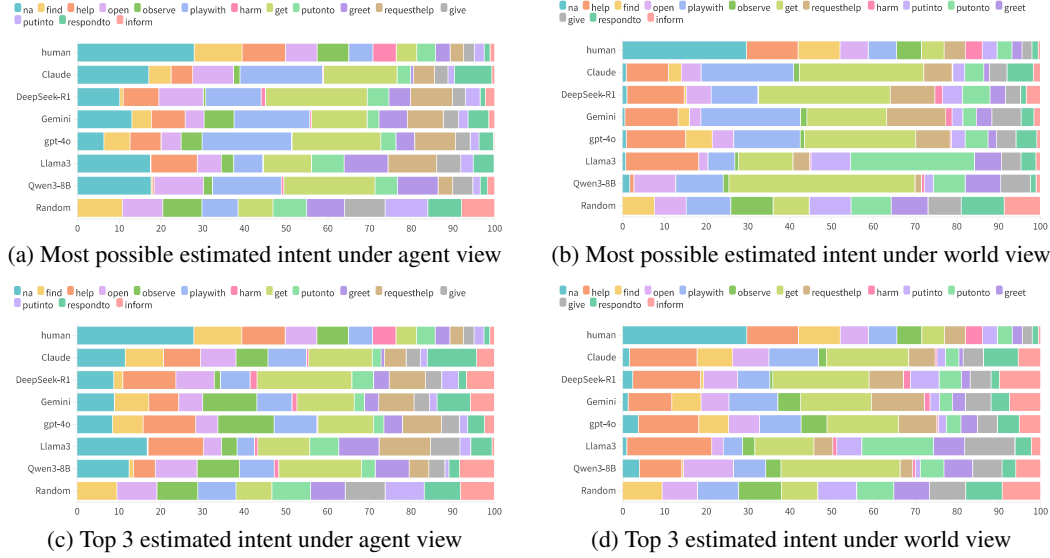 na find help open observe playwith harm get putonto greet requesthelp give
putinto respondto inform
human
Claude
DeepSeek-R1
Gemini
gpt-4o
Llama3
Qwen3-8B
Random
0 10 20 30 40 50 60 70 80 90 100
(a) Most possible estimated intent under agent view
na help find open playwith observe get requesthelp harm putinto putonto greet
give respondto inform
human
Claude
DeepSeek-R1
Gemini
gpt-4o
Llama3
Qwen3-8B
Random
0 10 20 30 40 50 60 70 80 90 100
(b) Most possible estimated intent under world view
na find help open observe playwith harm get putonto greet requesthelp give
putinto respondto inform
human
Claude
DeepSeek-R1
Gemini
gpt-4o
Llama3
Qwen3-8B
Random
0 10 20 30 40 50 60 70 80 90 100
(c) Top 3 estimated intent under agent view
na help find open playwith observe get requesthelp harm putinto putonto greet
give respondto inform
human
Claude
DeepSeek-R1
Gemini
gpt-4o
Llama3
Qwen3-8B
Random
0 10 20 30 40 50 60 70 80 90 100
(d) Top 3 estimated intent under world view